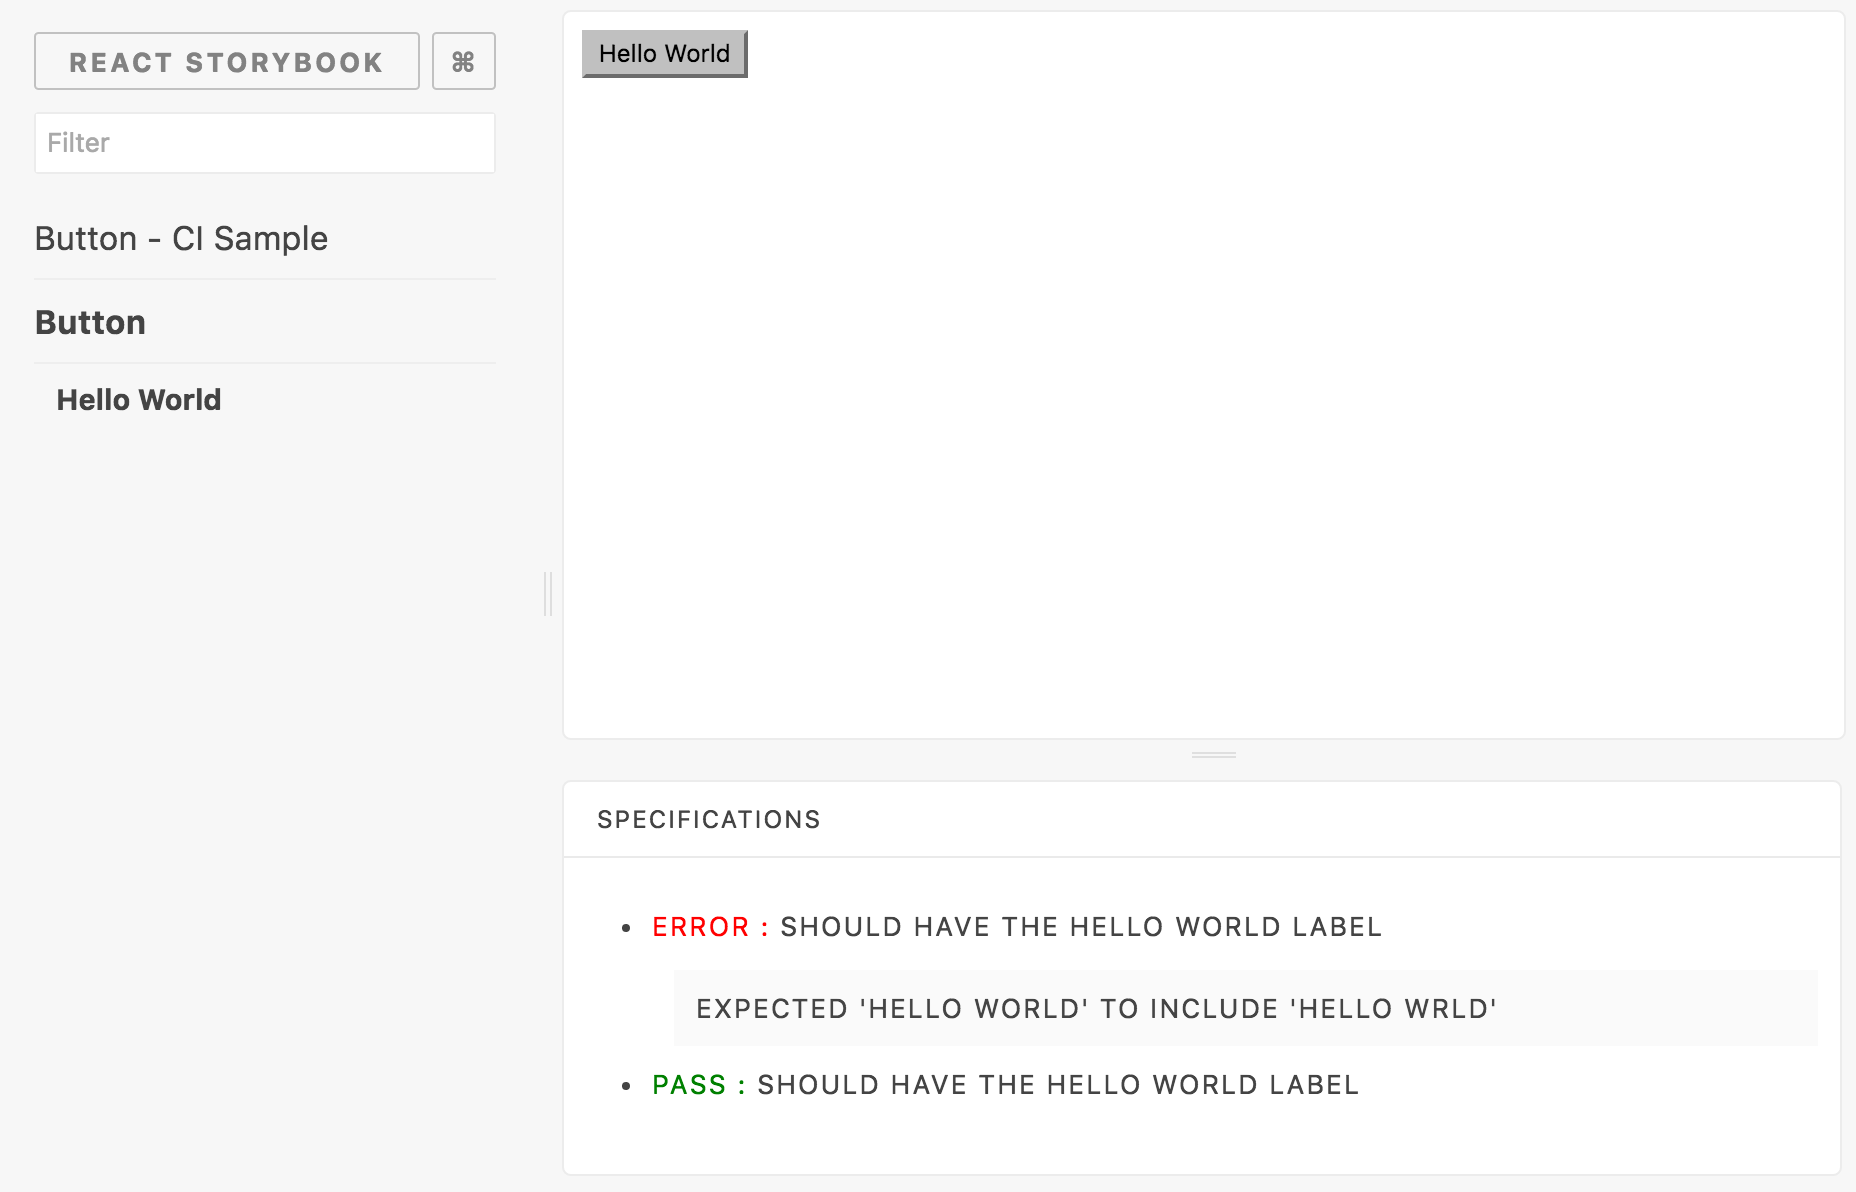 REACT STORYBOOK ⌘
Filter
Button - CI Sample
Button
Hello World
Hello World
SPECIFICATIONS
• ERROR : SHOULD HAVE THE HELLO WORLD LABEL
EXPECTED 'HELLO WORLD' TO INCLUDE 'HELLO WRLD'
• PASS : SHOULD HAVE THE HELLO WORLD LABEL